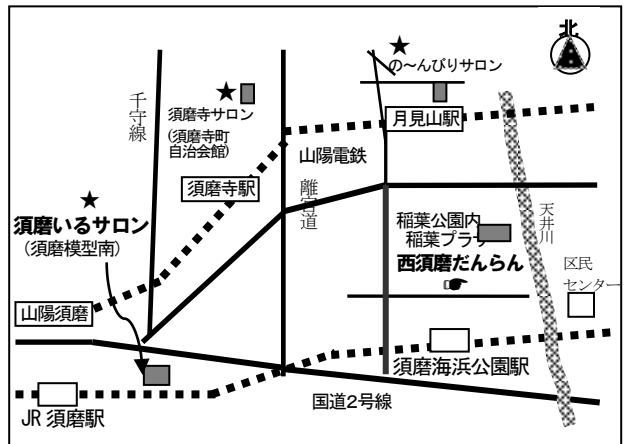 北
の～んびりサロン
千守線
須磨寺サロン
(須磨寺町
自治会館)
月見山駅
山陽電鉄
須磨寺駅
離宮道
須磨いるサロン
(須磨模型南)
稲葉公園内
稲葉プラザ
西須磨だんらん
天井川
区民
センター
山陽須磨
須磨海浜公園駅
国道2号線
JR 須磨駅